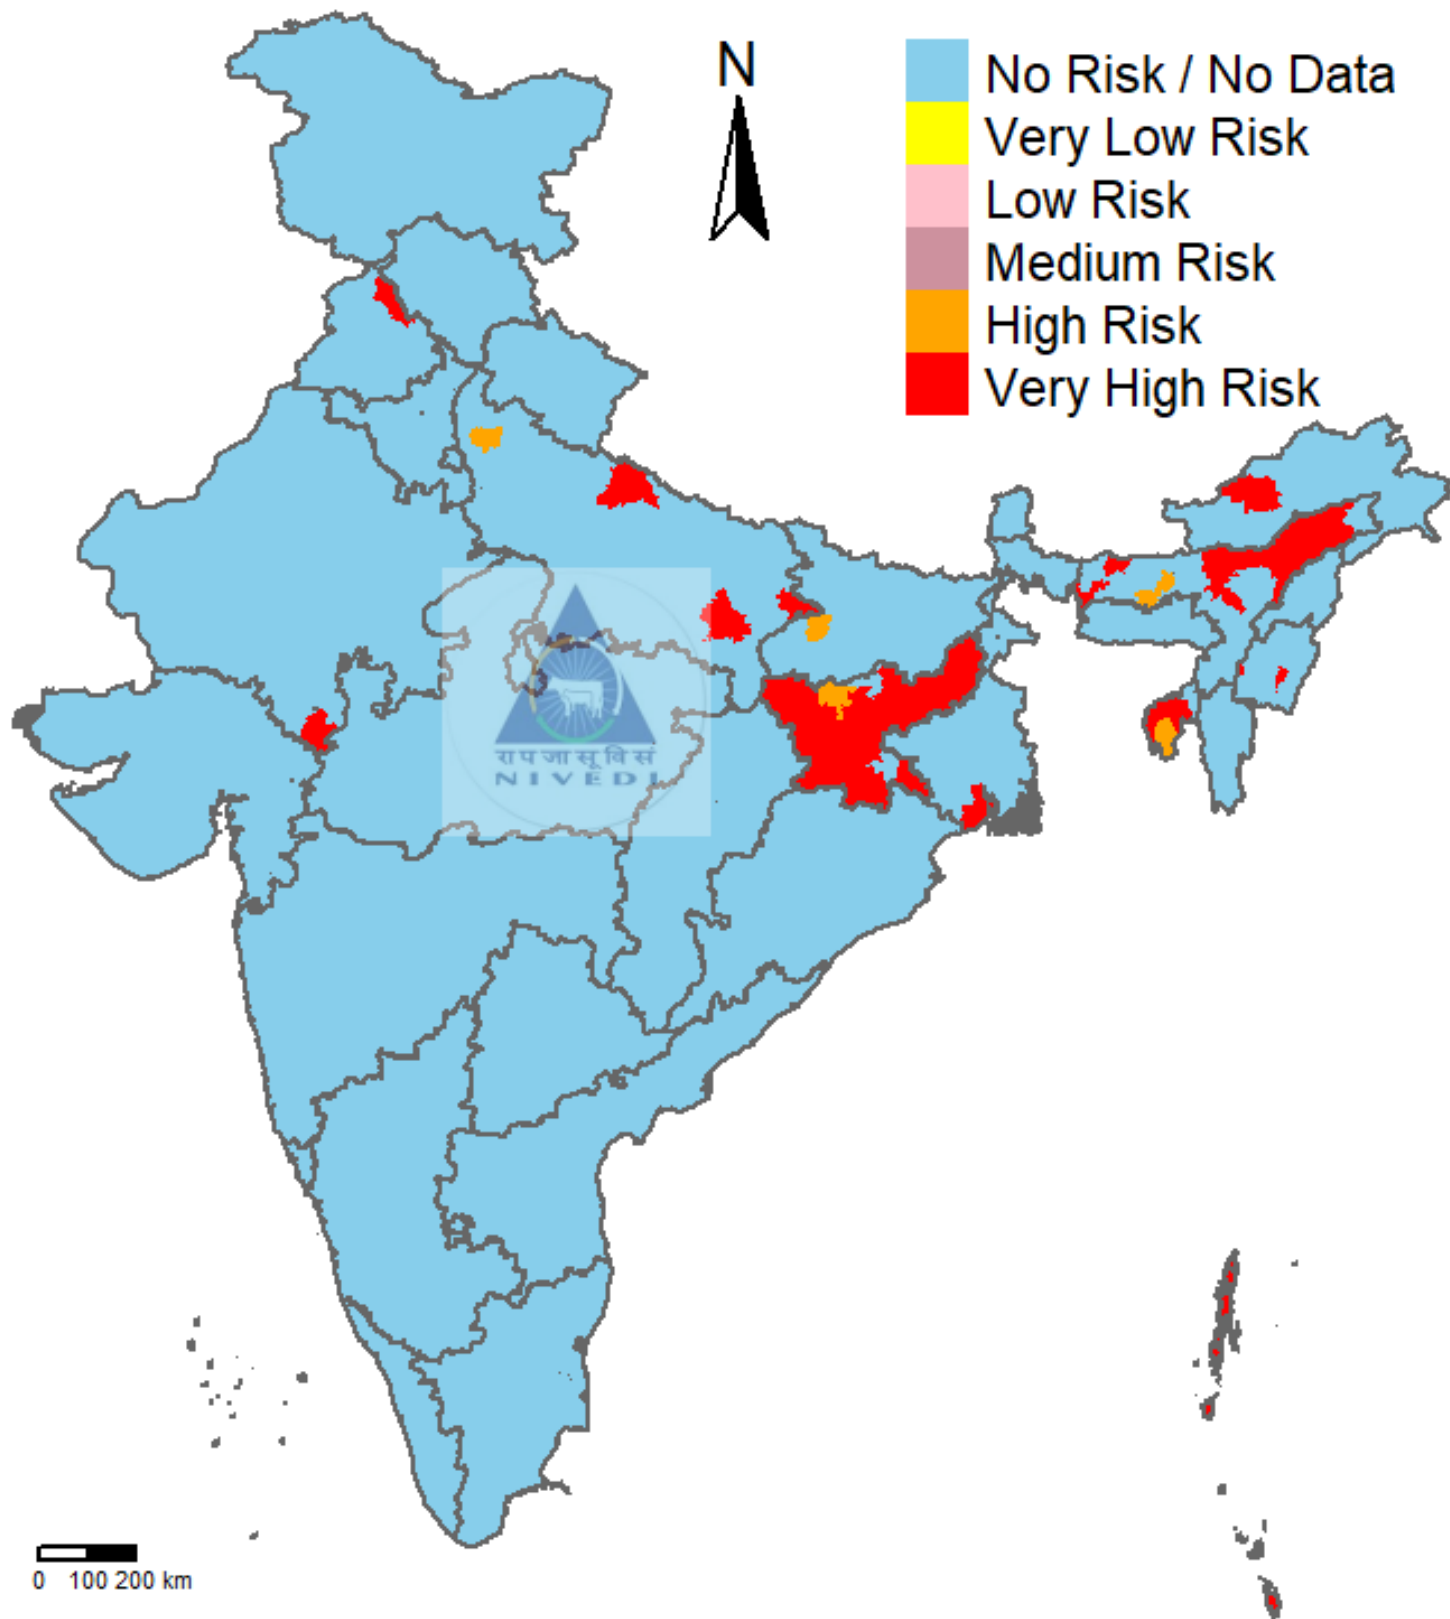 N
No Risk / No Data
Very Low Risk
Low Risk
Medium Risk
High Risk
Very High Risk
राप जा सू वि सं
NIVEDI
0 100 200 km